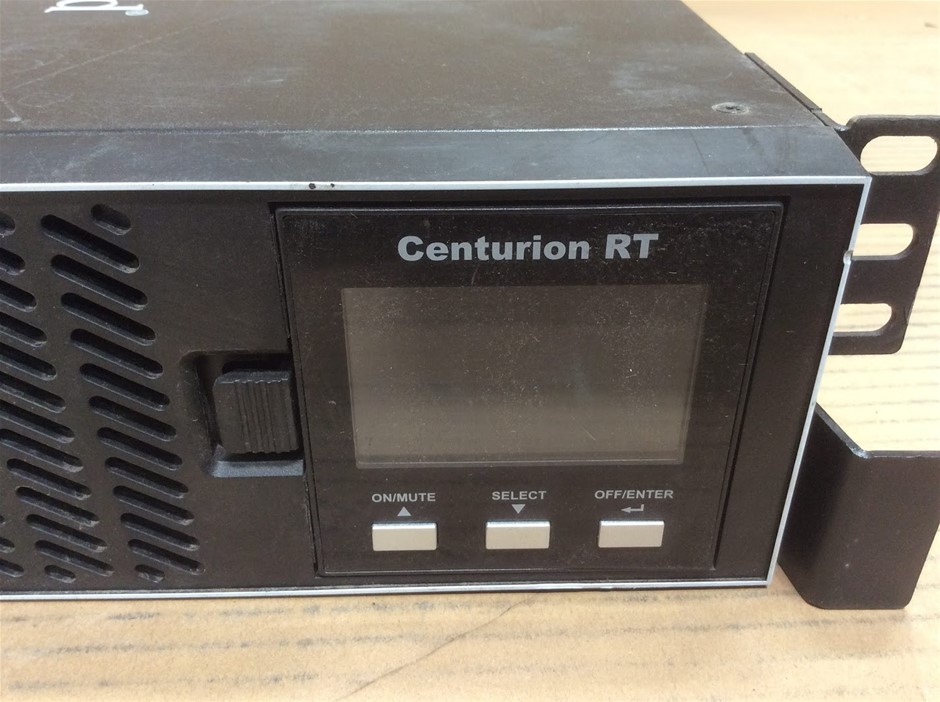 Centurion RT
ON/MUTE
SELECT
OFF/ENTER